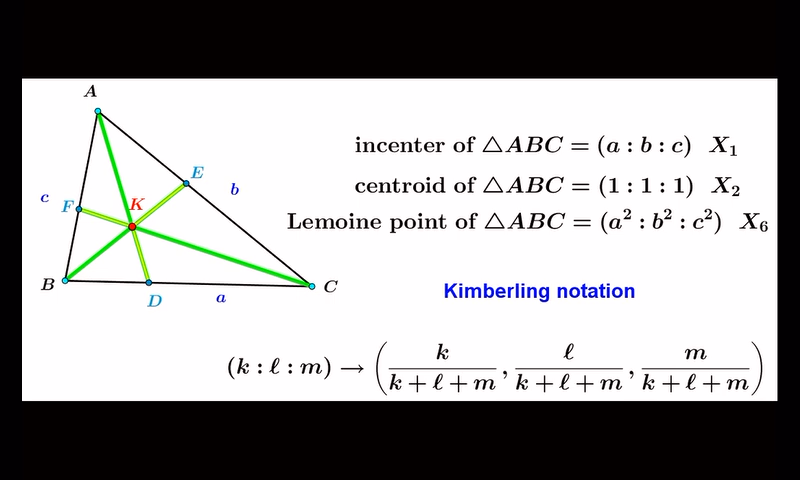 A
E
b
c
F
K
B
D
a
C
incenter of △ABC = (a : b : c) X₁
centroid of △ABC = (1 : 1 : 1) X₂
Lemoine point of △ABC = (a² : b² : c²) X₆
Kimberling notation
(k : ℓ : m) → (k/(k + ℓ + m), ℓ/(k + ℓ + m), m/(k + ℓ + m))